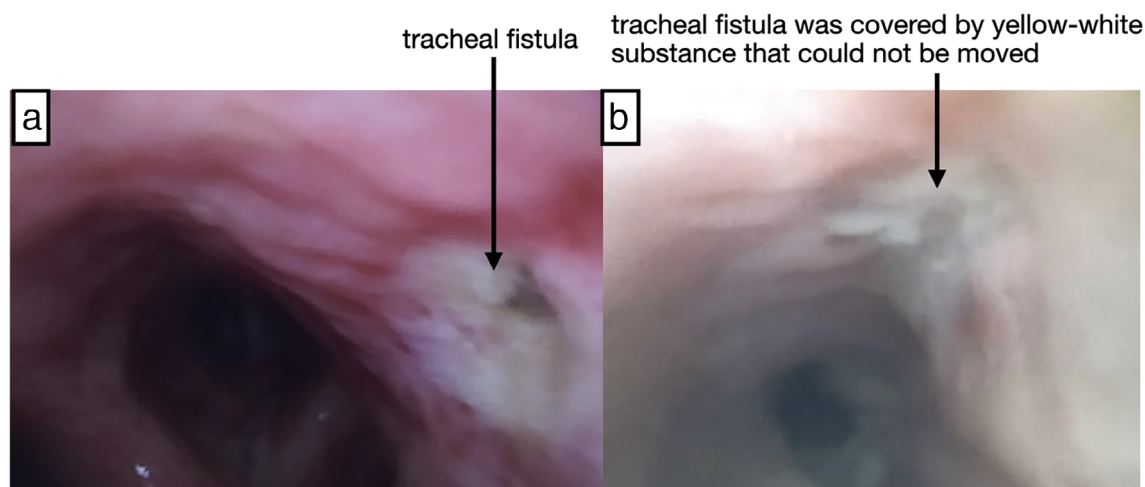 tracheal fistula
tracheal fistula was covered by yellow-white
substance that could not be moved
a
b